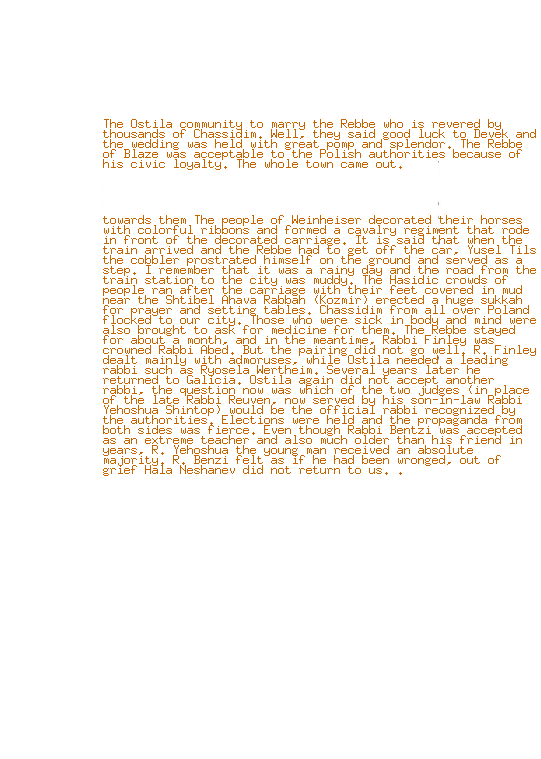 The Ostila community to marry the Rebbe who is revered by
thousands of Chassidim. Well, they said good luck to Devek and
the wedding was held with great pomp and splendor. The Rebbe
of Blaze was acceptable to the Polish authorities because of
his civic loyalty. The whole town came out.
towards them The people of Weinheiser decorated their horses
with colorful ribbons and formed a cavalry regiment that rode
in front of the decorated carriage. It is said that when the
train arrived and the Rebbe had to get off the car, Yusel Tils
the cobbler prostrated himself on the ground and served as a
step. I remember that it was a rainy day and the road from the
train station to the city was muddy. The Hasidic crowds of
people ran after the carriage with their feet covered in mud
near the Shtibel Ahava Rabbah (Kozmir) erected a huge sukkah
for prayer and setting tables. Chassidim from all over Poland
flocked to our city. Those who were sick in body and mind were
also brought to ask for medicine for them. The Rebbe stayed
for about a month, and in the meantime, Rabbi Finley was
crowned Rabbi Abed. But the pairing did not go well. R. Finley
dealt mainly with admoruses, while Ostila needed a leading
rabbi such as Ryosela Wertheim. Several years later he
returned to Galicia. Ostila again did not accept another
rabbi, the question now was which of the two judges (in place
of the late Rabbi Reuven, now served by his son-in-law Rabbi
Yehoshua Shintop) would be the official rabbi recognized by
the authorities. Elections were held and the propaganda from
both sides was fierce. Even though Rabbi Bentzi was accepted
as an extreme teacher and also much older than his friend in
years, R. Yehoshua the young man received an absolute
majority. R. Benzi felt as if he had been wronged, out of
grief Hala Neshanev did not return to us. .